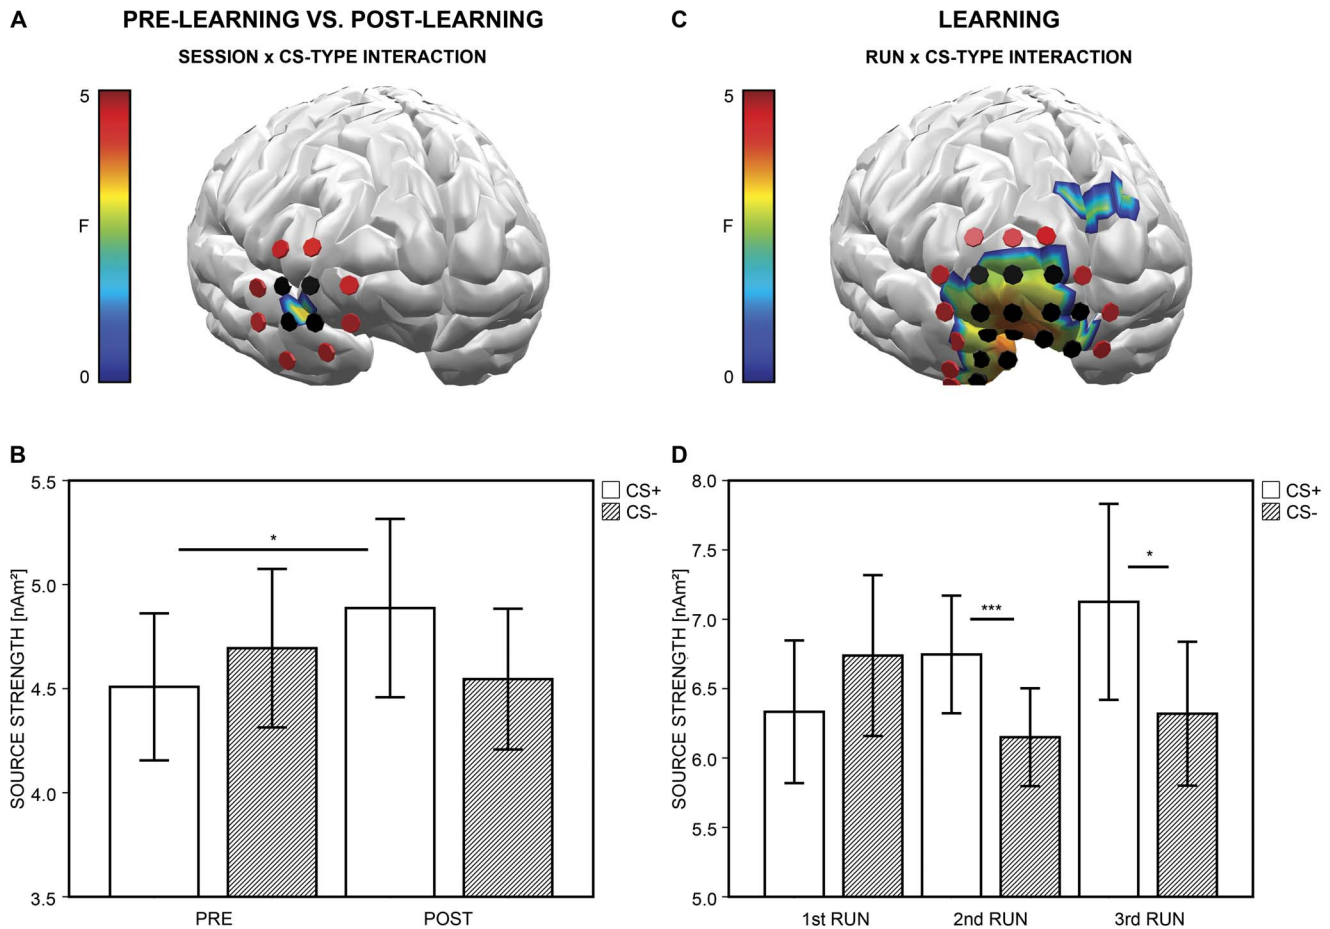 A
PRE-LEARNING VS. POST-LEARNING
SESSION x CS-TYPE INTERACTION
5
F
0
C
LEARNING
RUN x CS-TYPE INTERACTION
5
F
0
B
SOURCE STRENGTH [nAm²]
5.5
5.0
4.5
4.0
3.5
*
CS+
CS-
PRE
POST
D
SOURCE STRENGTH [nAm²]
8.0
7.5
7.0
6.5
6.0
5.5
5.0
***
*
CS+
CS-
1st RUN
2nd RUN
3rd RUN